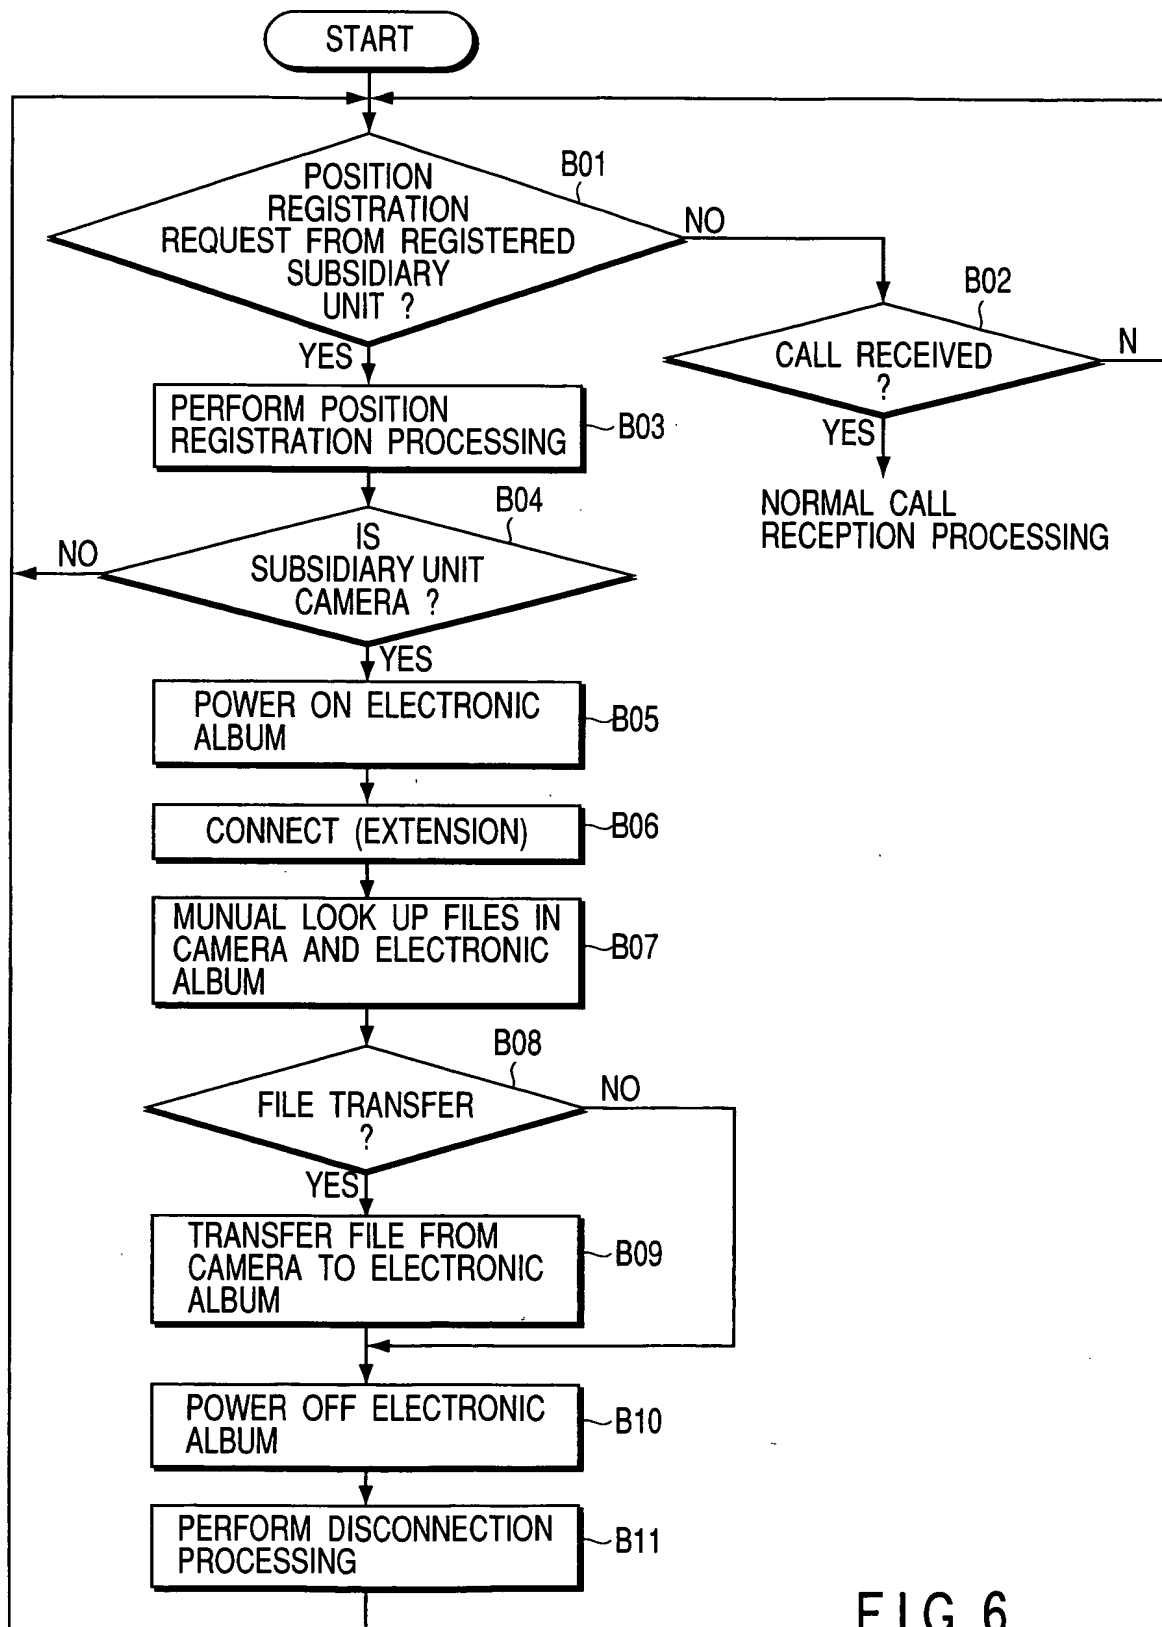 START
POSITION
REGISTRATION
REQUEST FROM REGISTERED
SUBSIDIARY
UNIT ?
B01
NO
YES
B02
CALL RECEIVED
?
N
YES
NORMAL CALL
RECEPTION PROCESSING
PERFORM POSITION
REGISTRATION PROCESSING
B03
B04
IS
SUBSIDIARY UNIT
CAMERA ?
NO
YES
POWER ON ELECTRONIC
ALBUM
B05
CONNECT (EXTENSION)
B06
MUNUAL LOOK UP FILES IN
CAMERA AND ELECTRONIC
ALBUM
B07
B08
FILE TRANSFER
?
NO
YES
TRANSFER FILE FROM
CAMERA TO ELECTRONIC
ALBUM
B09
POWER OFF ELECTRONIC
ALBUM
B10
PERFORM DISCONNECTION
PROCESSING
B11
FIG. 6